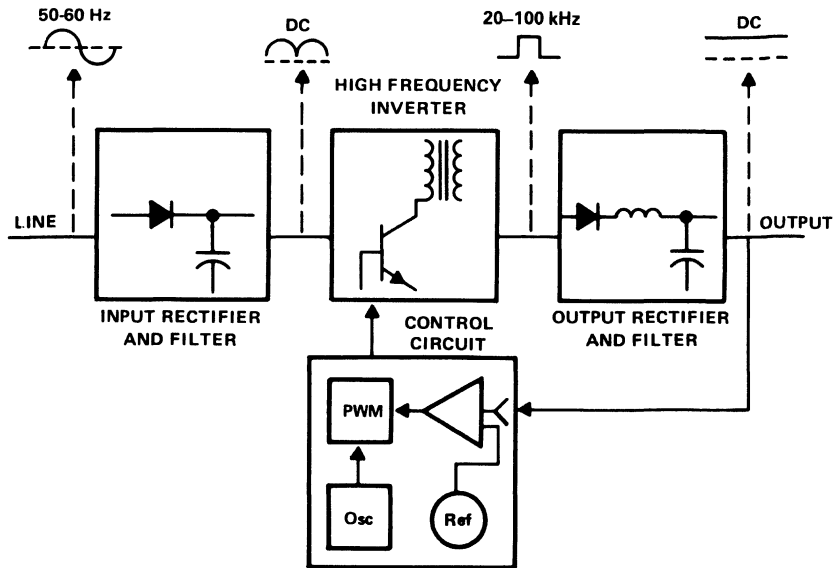 50-60 Hz
DC
20–100 kHz
DC
HIGH FREQUENCY
INVERTER
LINE
OUTPUT
INPUT RECTIFIER
AND FILTER
CONTROL
CIRCUIT
OUTPUT RECTIFIER
AND FILTER
PWM
Osc
Ref